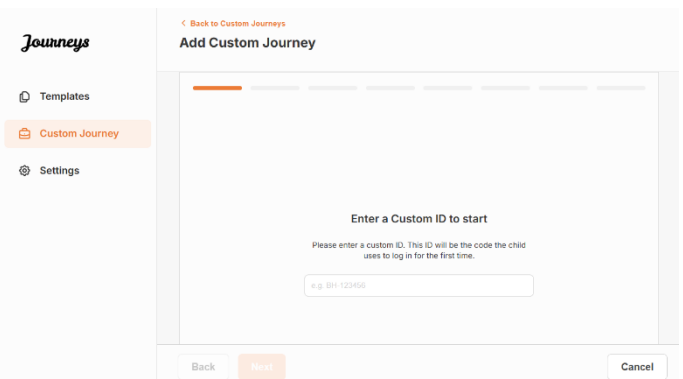 Journeys
Templates
Custom Journey
Settings
< Back to Custom Journeys
Add Custom Journey
Enter a Custom ID to start
Please enter a custom ID. This ID will be the code the child
uses to log in for the first time.
e.g. BH-123456
Back
Next
Cancel